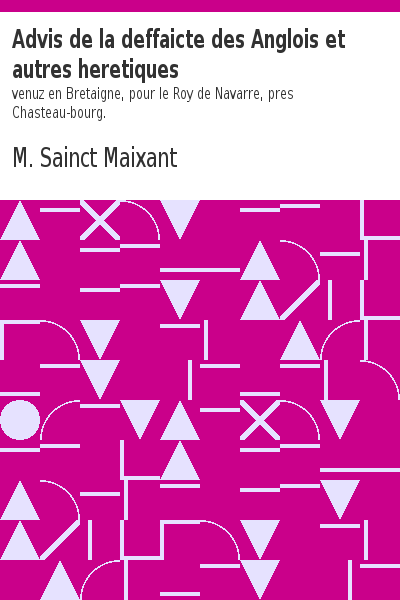 Advis de la deffaicte des Anglois et
autres heretiques
venuz en Bretaigne, pour le Roy de Navarre, pres
Chasteau-bourg.
M. Sainct Maixant